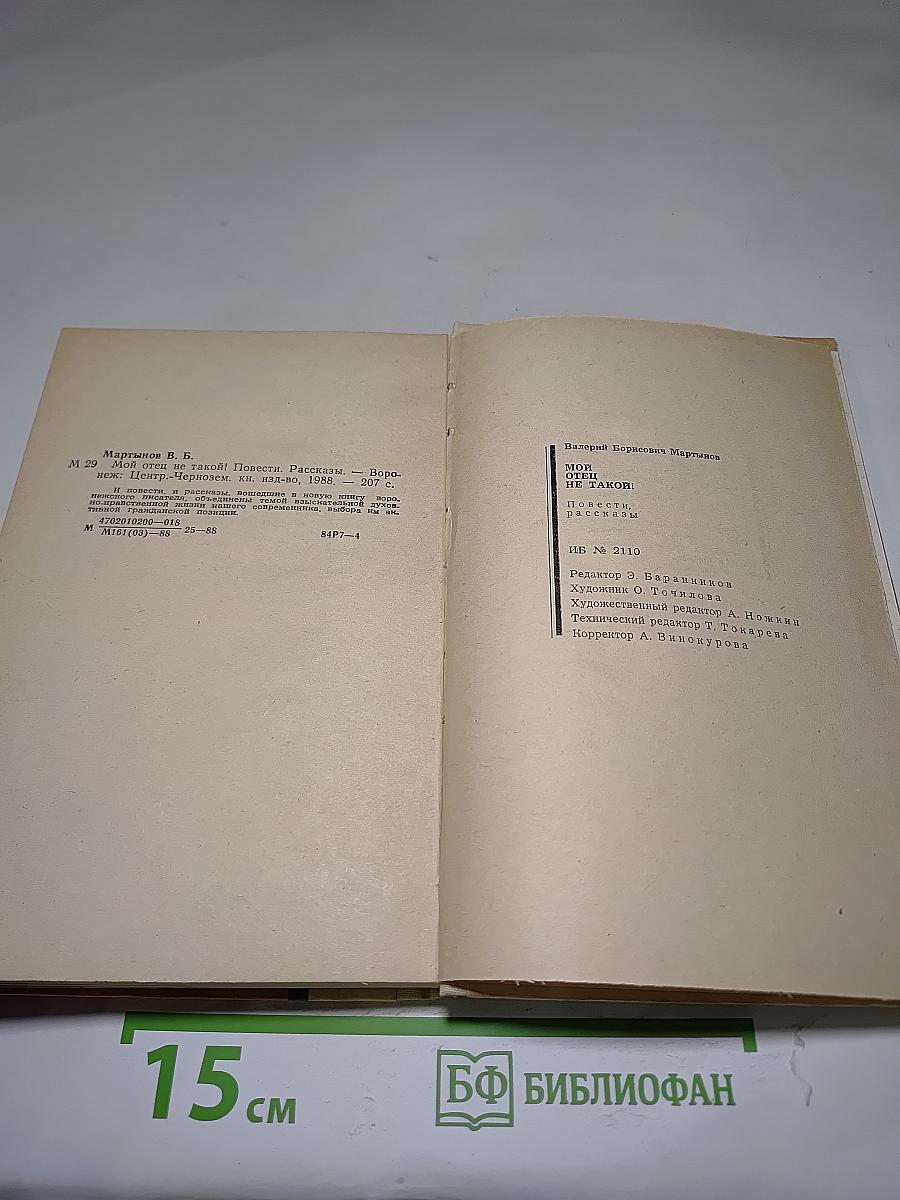 Мартынов В. Б.
М 29 Мой отец не такой! Повести. Рассказы. — Воро-
неж: Центр.-Чернозем. кн. изд-во, 1988. — 207 с.
И повести, и рассказы, вошедшие в новую книгу воро-
нежского писателя, объединены темой взыскательной духов-
но-нравственной жизни нашего современника, выбора им ак-
тивной гражданской позиции.
М 4702010200—018
М161(03)—88 25—88
84Р7—4
Валерий Борисович Мартынов
МОЙ
ОТЕЦ
НЕ ТАКОЙ!
Повести,
рассказы
ИБ № 2110
Редактор Э. Баранников
Художник О. Точилова
Художественный редактор А. Ножкин
Технический редактор Т. Токарева
Корректор А. Винокурова
15 см
БФ БИБЛИОФАН